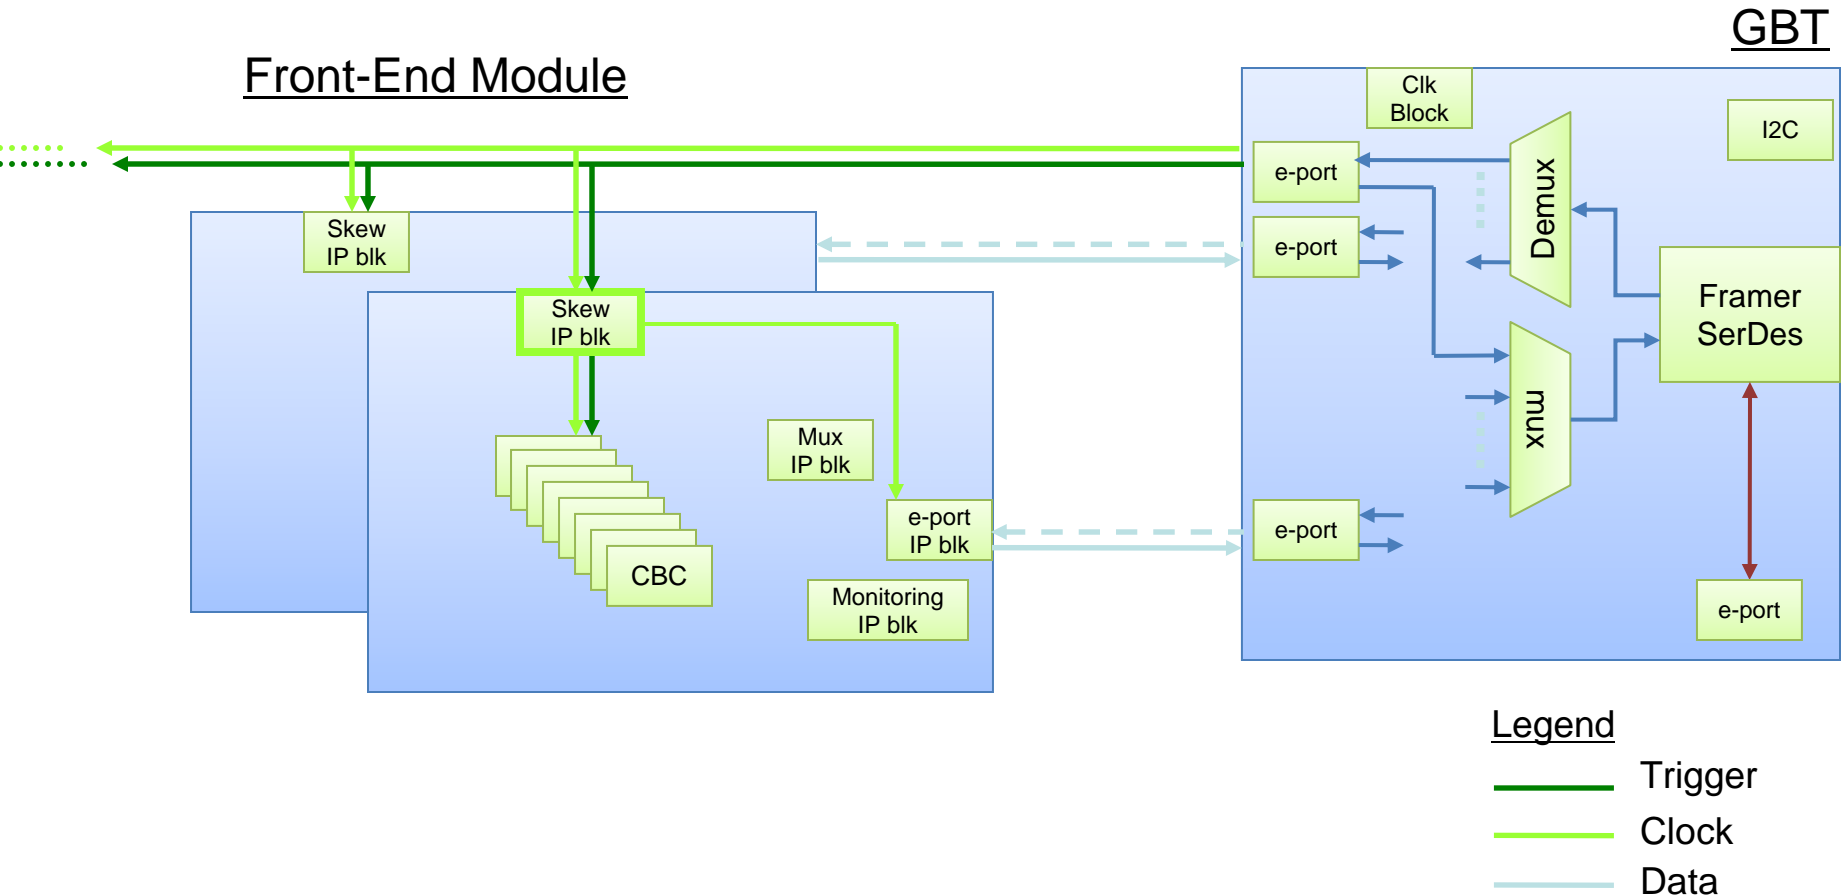 GBT
Front-End Module
Clk
Block
I2C
e-port
Demux
e-port
Skew
IP blk
Skew
IP blk
Framer
SerDes
mux
Mux
IP blk
e-port
IP blk
e-port
CBC
Monitoring
IP blk
e-port
Legend
Trigger
Clock
Data